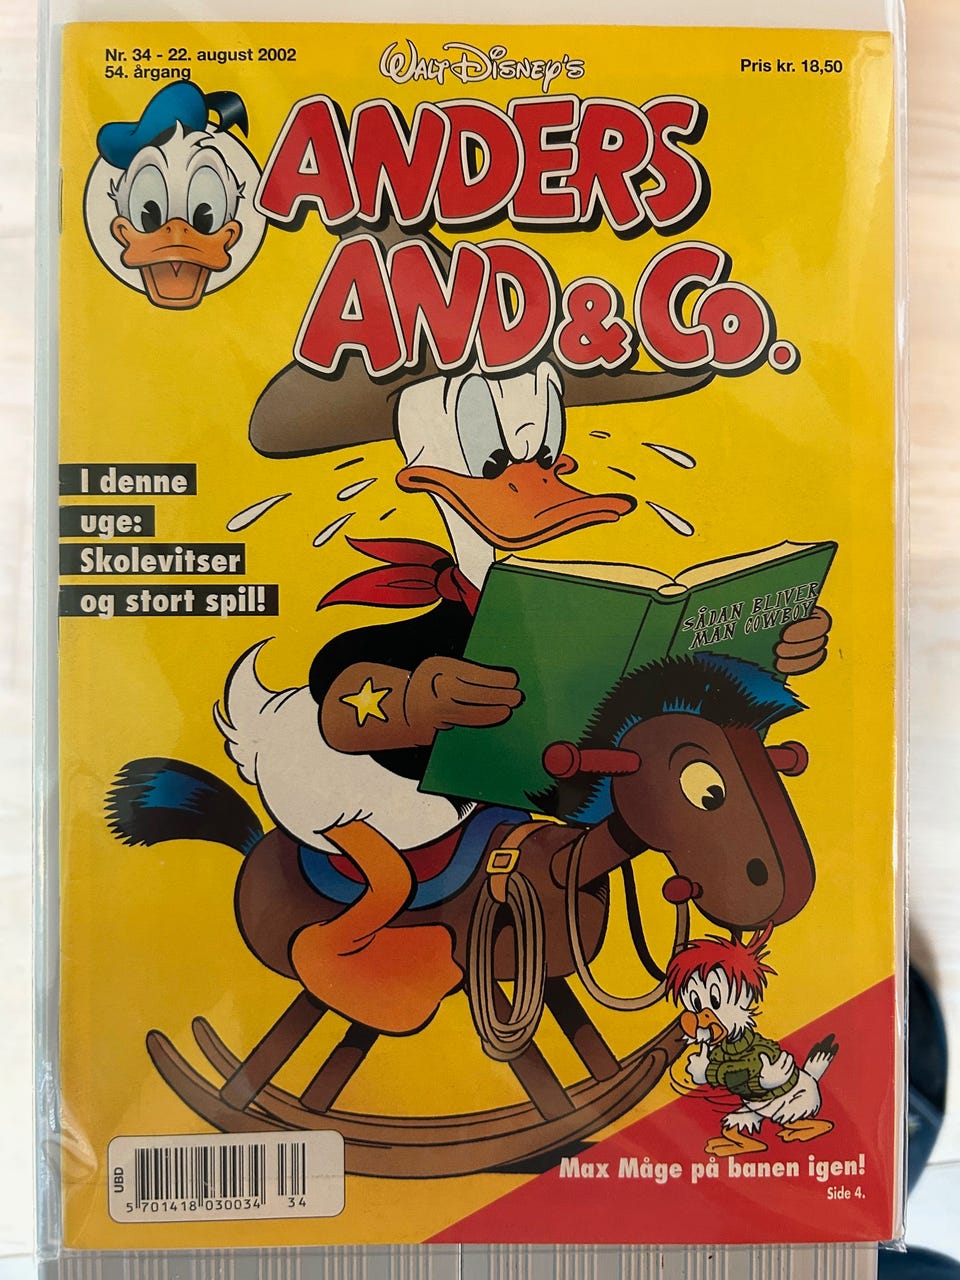 Nr. 34 - 22. august 2002
54. årgang
Walt Disney's
Pris kr. 18,50
ANDERS
AND & Co.
I denne
uge:
Skolevitser
og stort spil!
SÅDAN BLIVER
MAN COWBOY
Max Måge på banen igen!
Side 4.
UBD
5 701418 030034 34